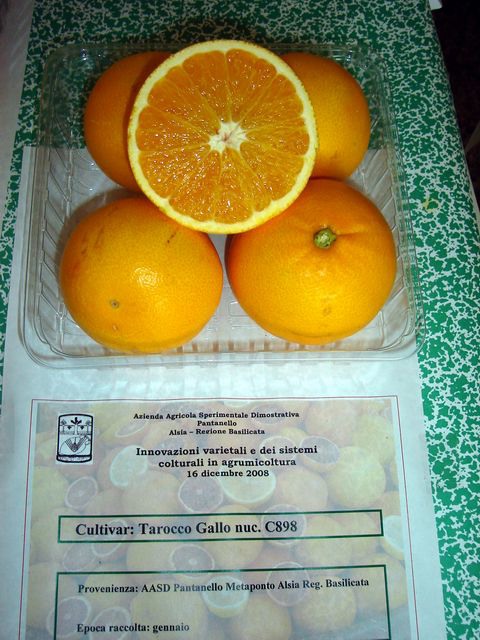 Azienda Agricola Sperimentale Dimostrativa
Pantanello
Alsia – Regione Basilicata
Innovazioni varietali e dei sistemi
colturali in agrumicoltura
16 dicembre 2008
Cultivar: Tarocco Gallo nuc. C898
Provenienza: AASD Pantanello Metaponto Alsia Reg. Basilicata
Epoca raccolta: gennaio